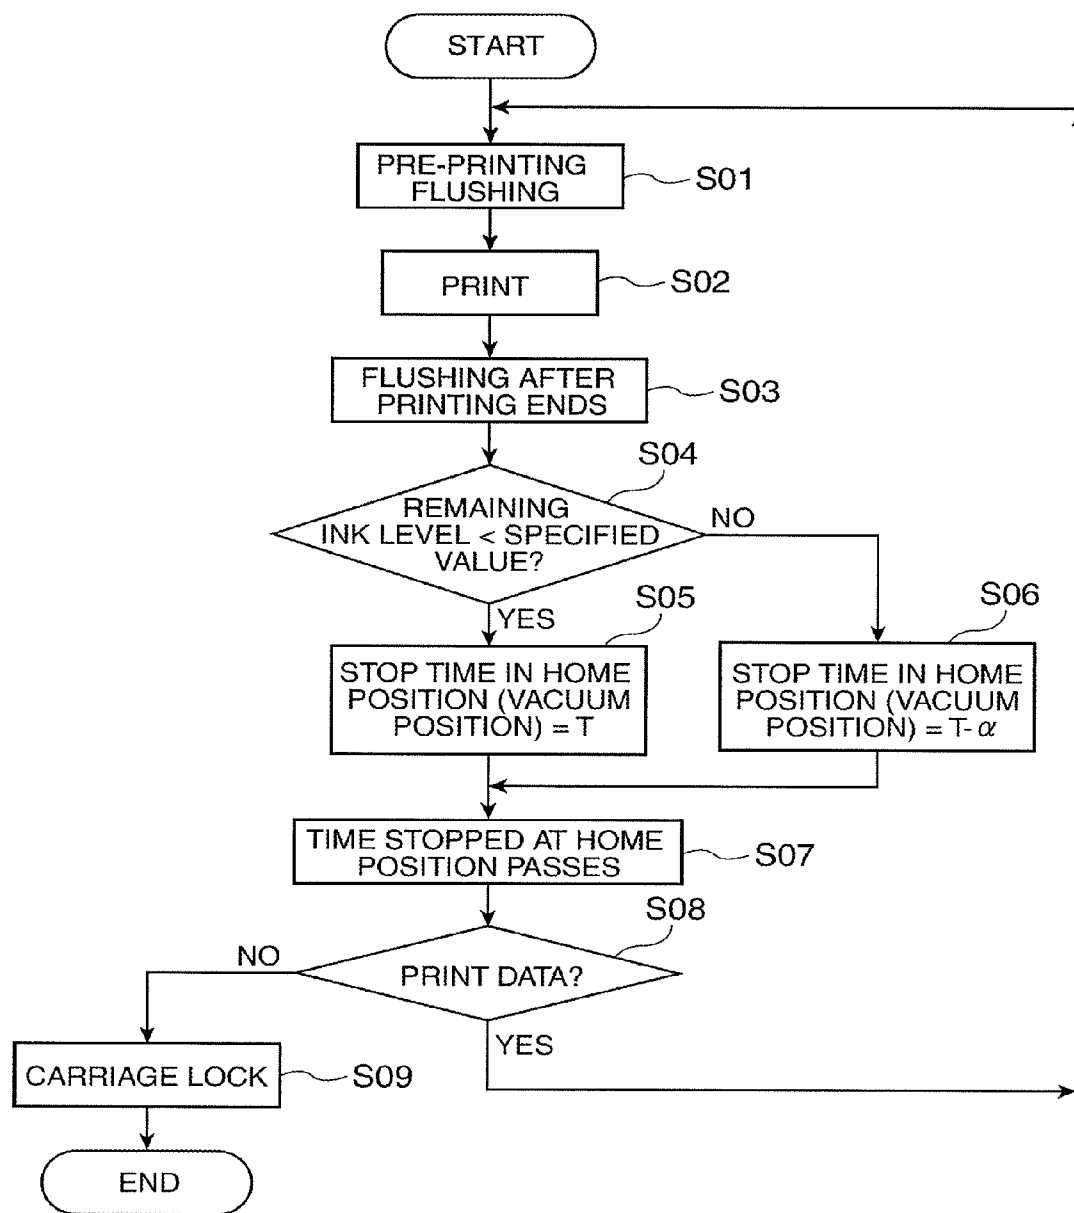 START
PRE-PRINTING
FLUSHING
S01
PRINT
S02
FLUSHING AFTER
PRINTING ENDS
S03
S04
REMAINING
INK LEVEL < SPECIFIED
VALUE?
NO
YES
S05
S06
STOP TIME IN HOME
POSITION (VACUUM
POSITION) = T
STOP TIME IN HOME
POSITION (VACUUM
POSITION) = T-α
TIME STOPPED AT HOME
POSITION PASSES
S07
S08
NO
PRINT DATA?
YES
CARRIAGE LOCK
S09
END